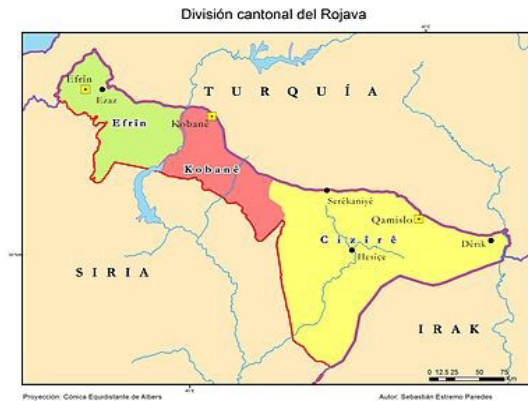 División cantonal del Rojava
TURQUÍA
Efrîn
Ezaz
Efrîn
Kobanê
Kobanê
Serêkaniyê
Qamislo
Cizîrê
Dêrik
Hesîçe
SIRIA
IRAK
0 12.5 25 50 75
Km
Proyección: Cónica Equidistante de Albers
Autor: Sebastián Estremo Paredes